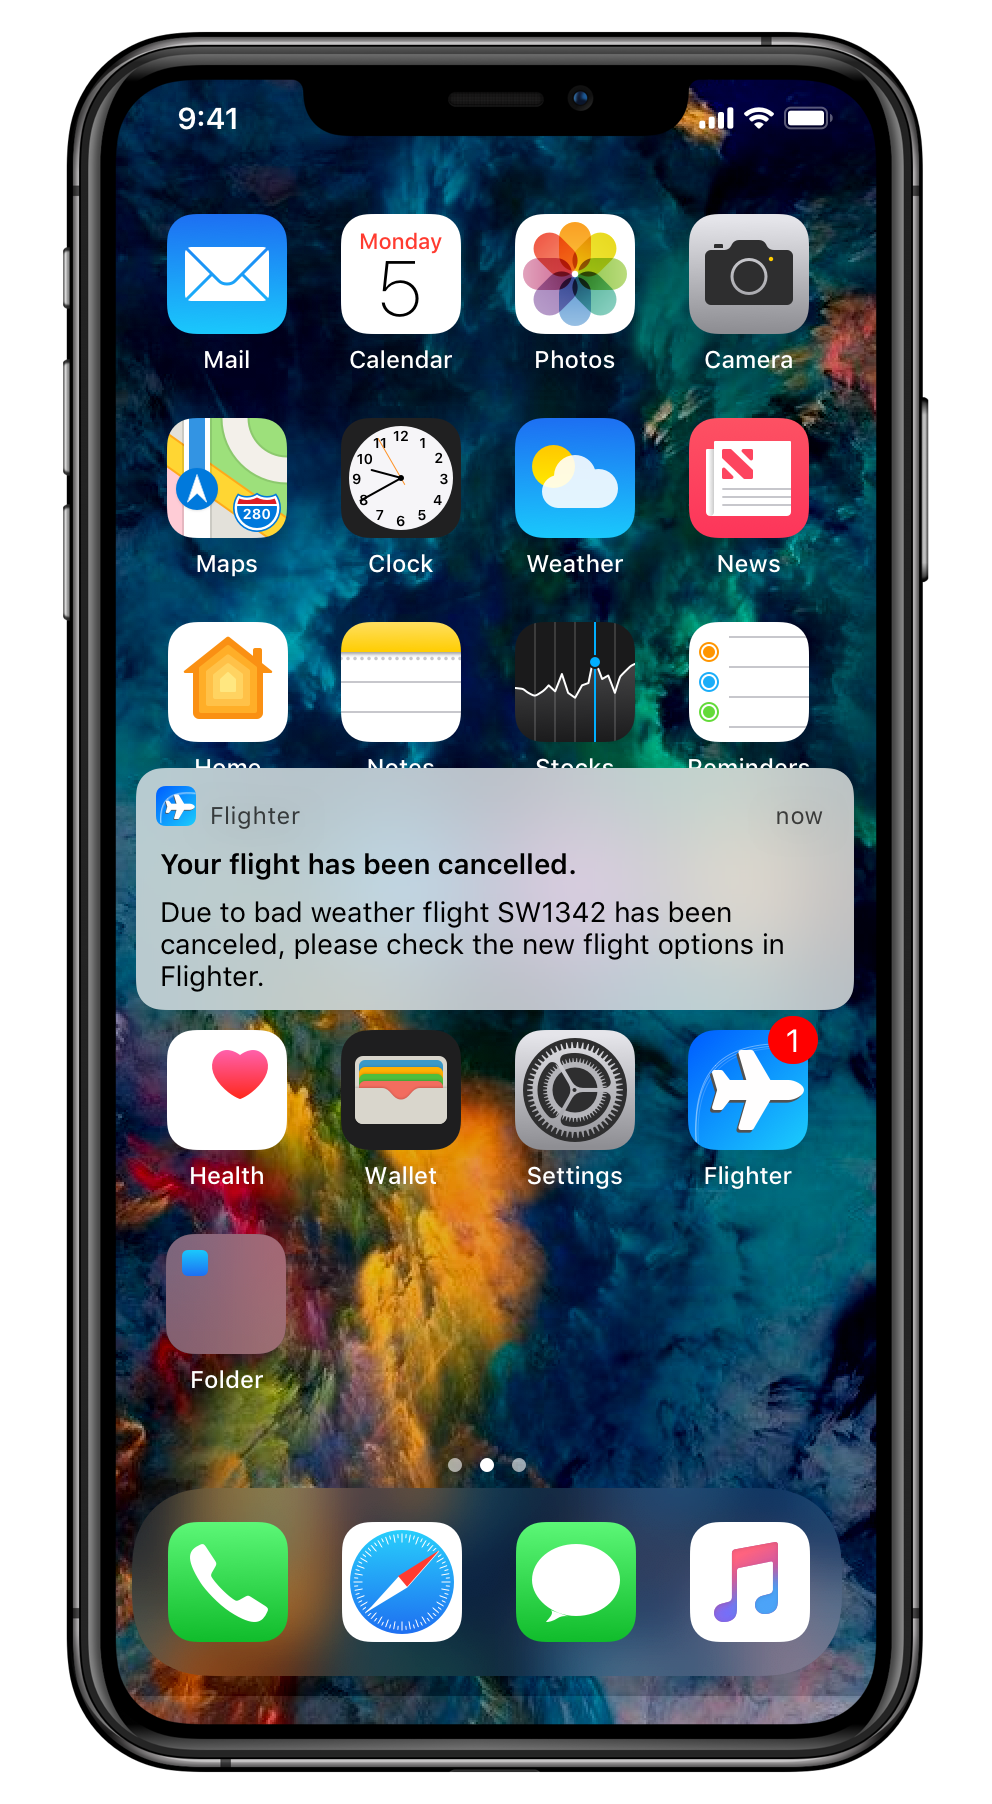 9:41
Monday
5
Mail
Calendar
Photos
Camera
12
11 1
10 2
9 3
8 4
7 5
6
280
Maps
Clock
Weather
News
Home
Notes
Stocks
Reminders
Flighter
now
Your flight has been cancelled.
Due to bad weather flight SW1342 has been
canceled, please check the new flight options in
Flighter.
1
Health
Wallet
Settings
Flighter
Folder